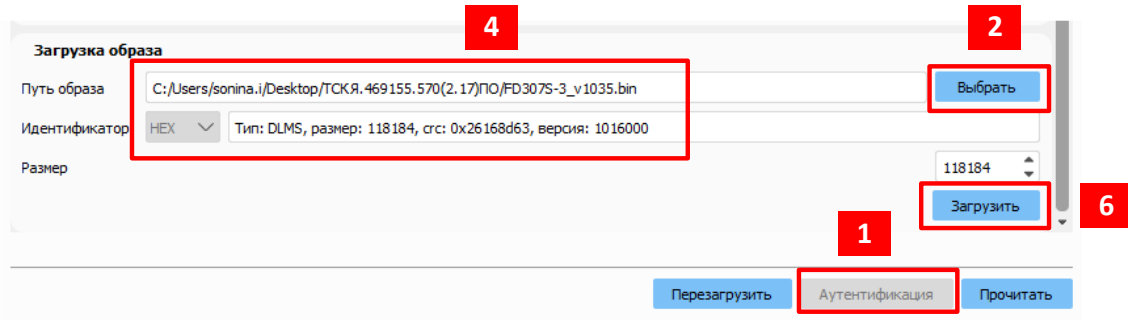 4
2
Загрузка образа
Путь образа C:/Users/sonina.i/Desktop/ТСКЯ.469155.570(2.17)ПО/FD307S-3_v1035.bin Выбрать
Идентификатор HEX Тип: DLMS, размер: 118184, crc: 0x26168d63, версия: 1016000
Размер 118184
Загрузить 6
1
Перезагрузить Аутентификация Прочитать